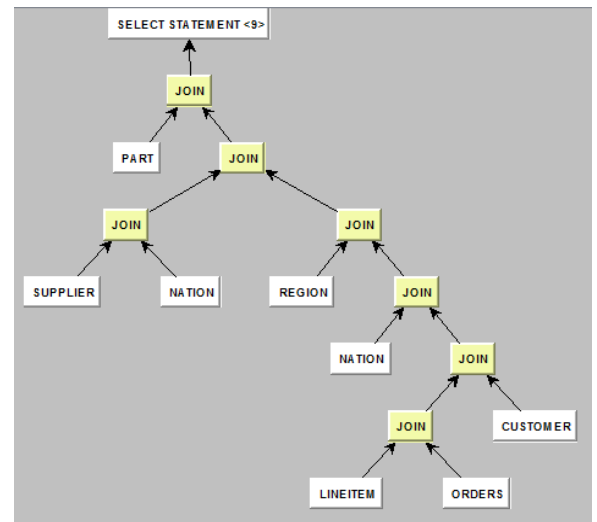 SELECT STATEMENT <9>
JOIN
PART
JOIN
JOIN
JOIN
SUPPLIER
NATION
REGION
JOIN
NATION
JOIN
JOIN
CUSTOMER
LINEITEM
ORDERS